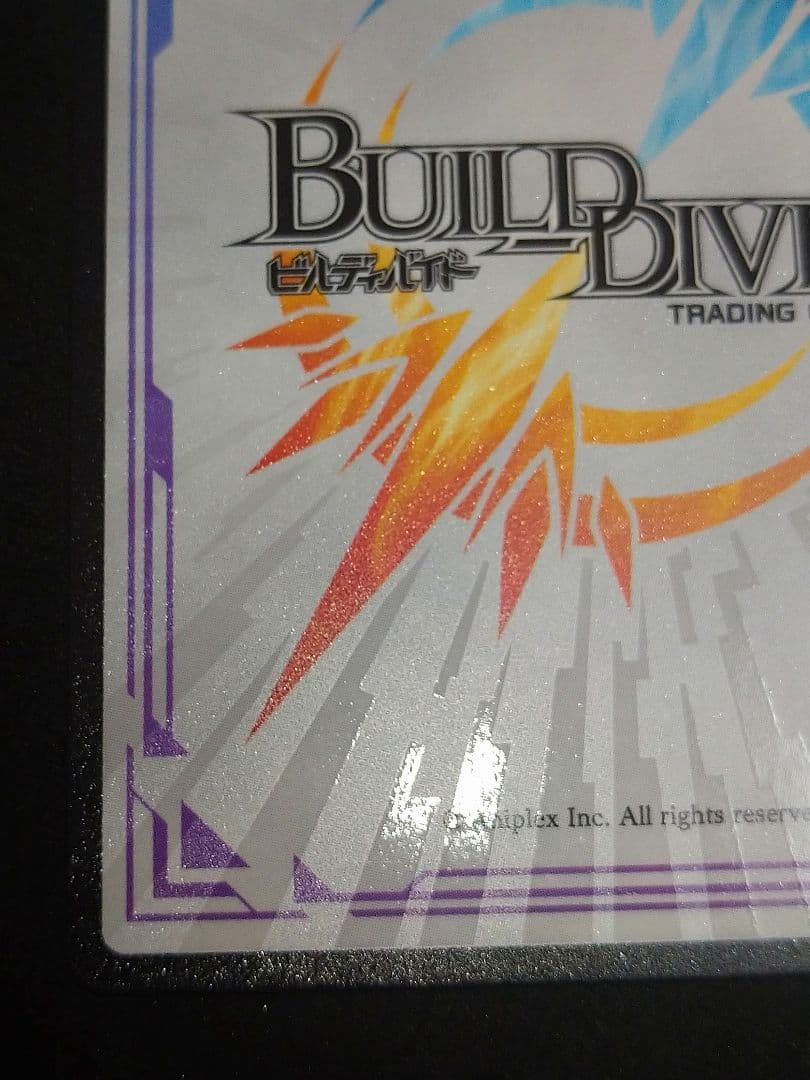 BUILD DIVI
ビルディバイド
TRADING
© Aniplex Inc. All rights reserve